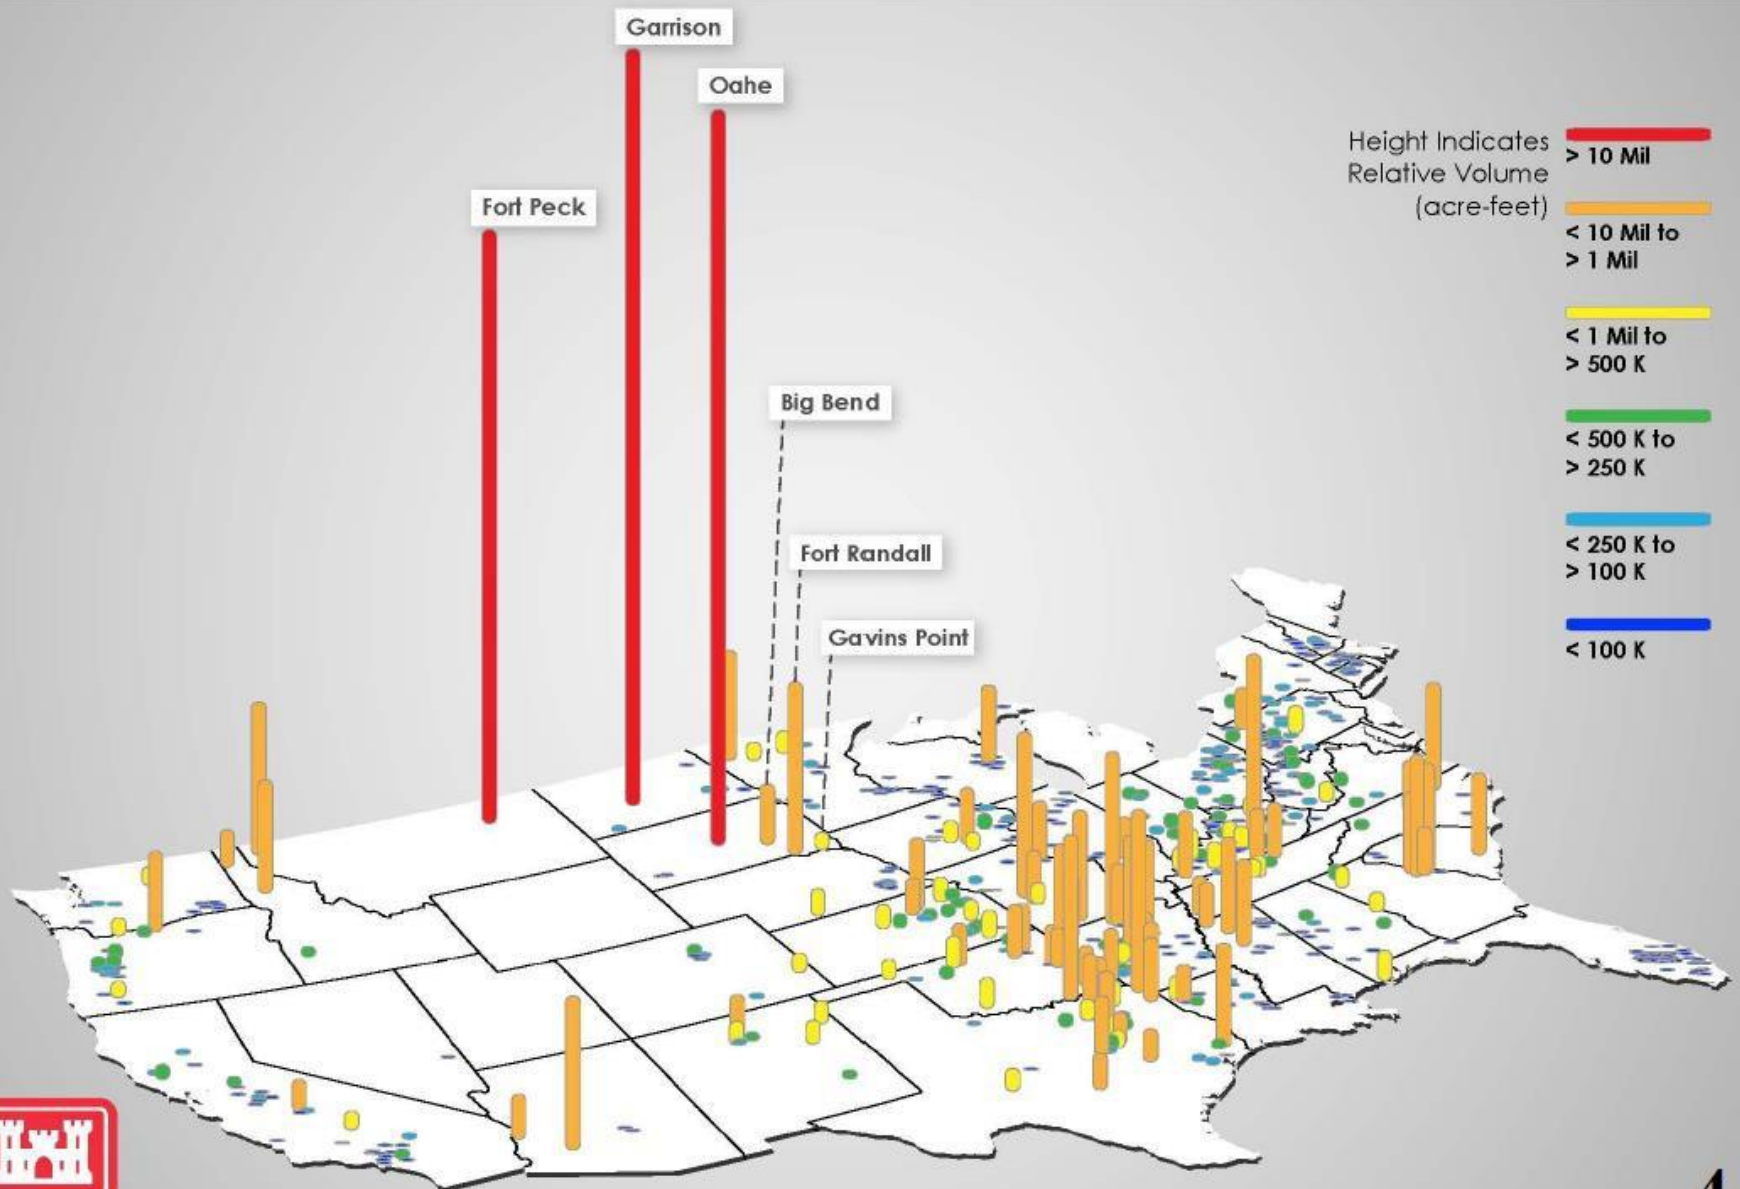 Garrison
Oahe
Fort Peck
Big Bend
Fort Randall
Gavins Point
Height Indicates
Relative Volume
(acre-feet)
> 10 Mil
< 10 Mil to
> 1 Mil
< 1 Mil to
> 500 K
< 500 K to
> 250 K
< 250 K to
> 100 K
< 100 K